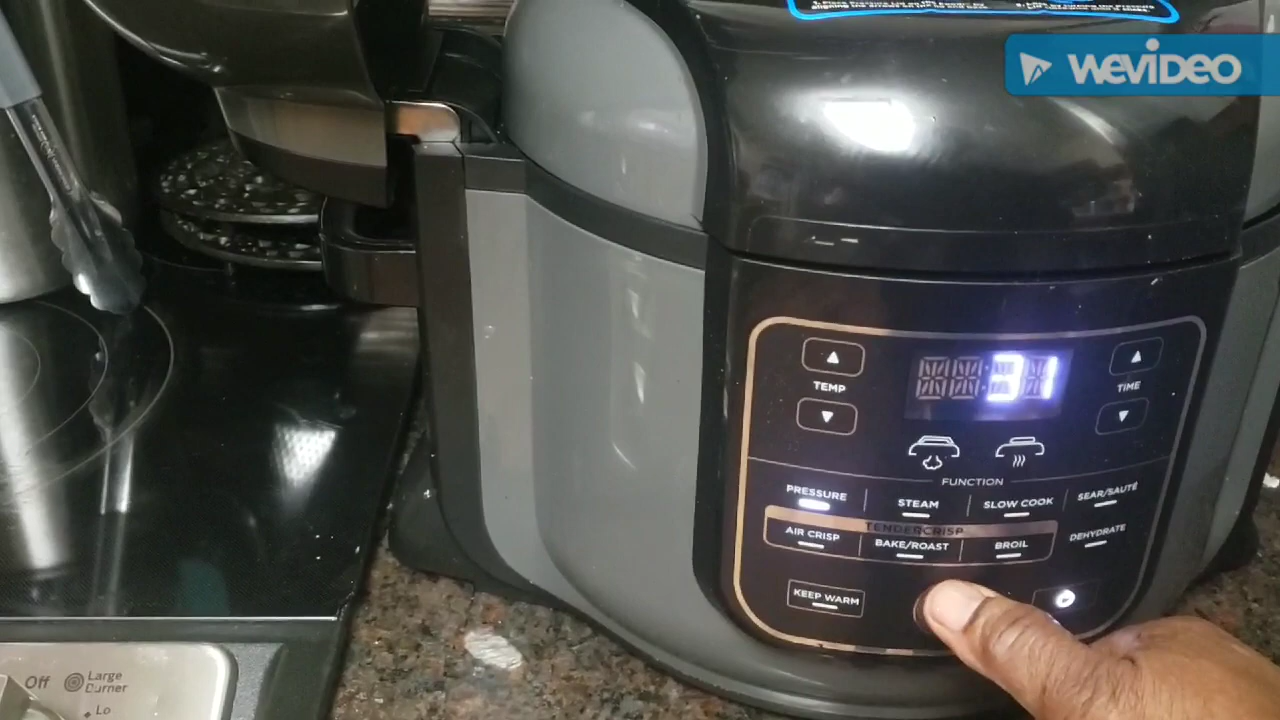 WEVIDEO
TEMP
31
TIME
FUNCTION
PRESSURE
STEAM
SLOW COOK
SEAR/SAUTÉ
TENDERCRISP
AIR CRISP
BAKE/ROAST
BROIL
DEHYDRATE
KEEP WARM
Off
Large
Burner
Lo